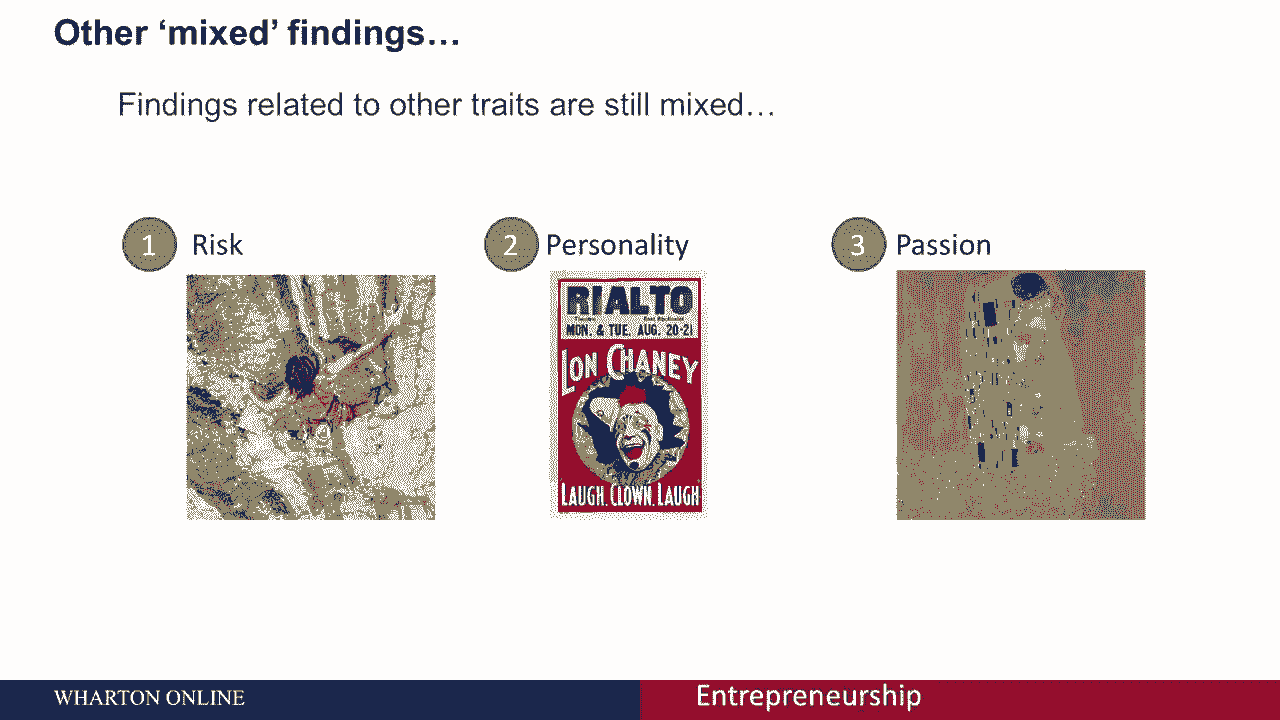 Other ‘mixed’ findings…
Findings related to other traits are still mixed…
1 Risk
2 Personality
3 Passion
RIALTO
MON. & TUE. AUG. 20-21
LON CHANEY
LAUGH, CLOWN, LAUGH
WHARTON ONLINE
Entrepreneurship